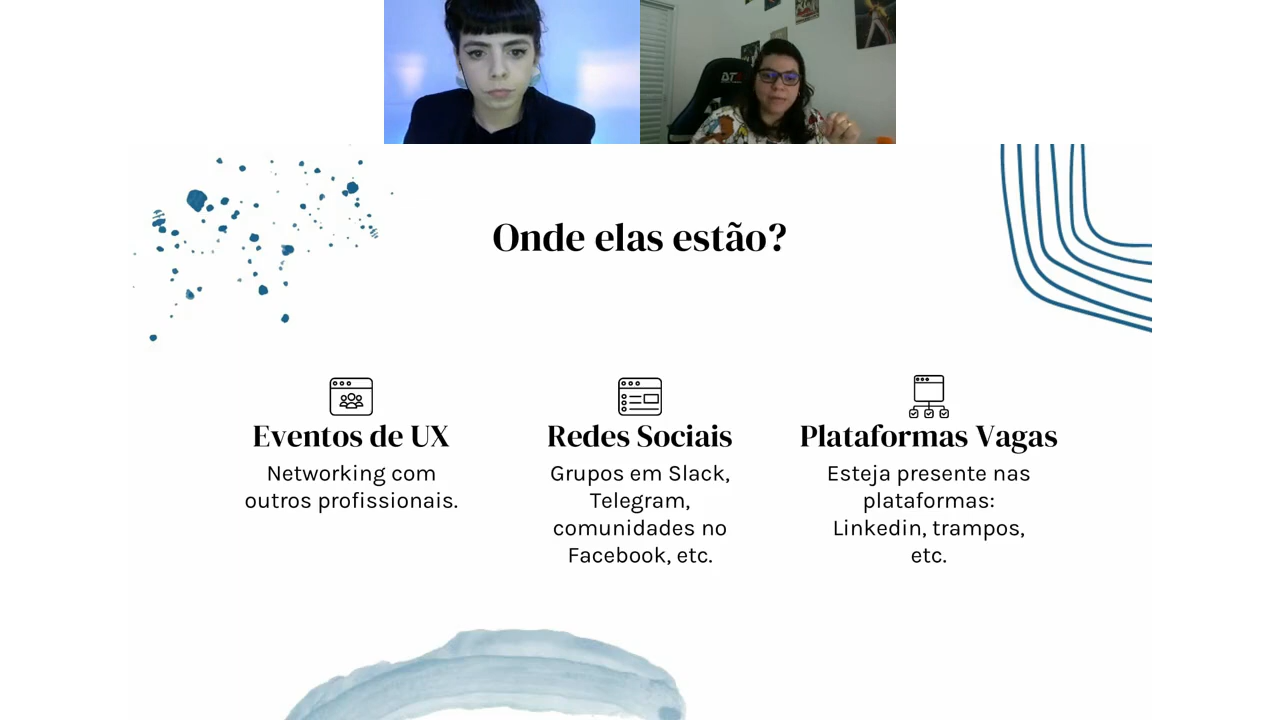 DT3
Onde elas estão?
Eventos de UX
Networking com
outros profissionais.
Redes Sociais
Grupos em Slack,
Telegram,
comunidades no
Facebook, etc.
Plataformas Vagas
Esteja presente nas
plataformas:
Linkedin, trampos,
etc.